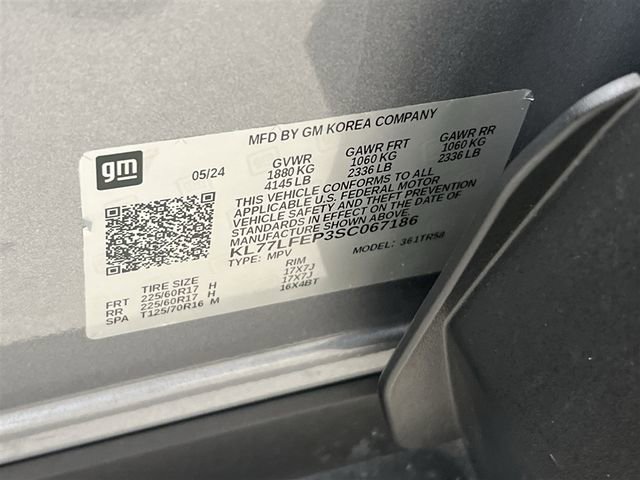 MFD BY GM KOREA COMPANY
gm
05/24 GVWR GAWR FRT GAWR RR
1880 KG 1060 KG 1060 KG
4145 LB 2336 LB 2336 LB
THIS VEHICLE CONFORMS TO ALL
APPLICABLE U.S. FEDERAL MOTOR
VEHICLE SAFETY AND THEFT PREVENTION
STANDARDS IN EFFECT ON THE DATE OF
MANUFACTURE SHOWN ABOVE.
KL77LFEP3SC067186
TYPE: MPV MODEL: 361TR58
TIRE SIZE RIM
FRT 225/60R17 H 17X7J
RR 225/60R17 H 17X7J
SPA T125/70R16 M 16X4BT